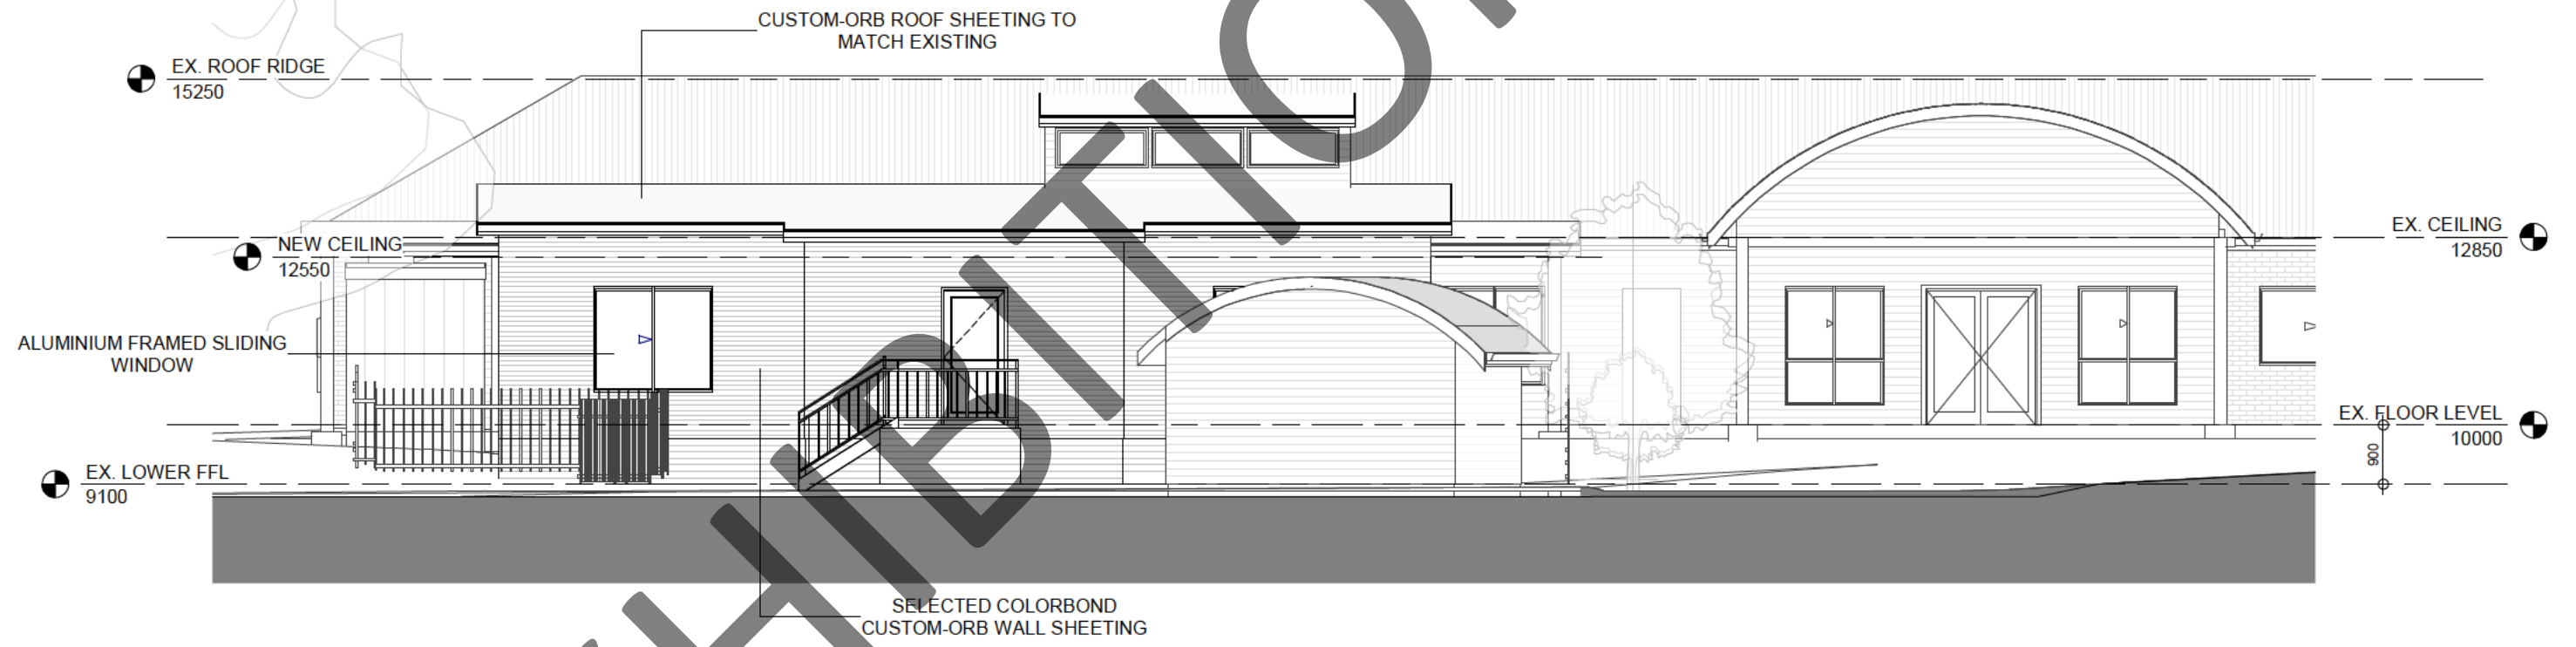 CUSTOM-ORB ROOF SHEETING TO
MATCH EXISTING
EX. ROOF RIDGE
15250
NEW CEILING
12550
EX. CEILING
12850
ALUMINIUM FRAMED SLIDING
WINDOW
EX. FLOOR LEVEL
10000
900
EX. LOWER FFL
9100
SELECTED COLORBOND
CUSTOM-ORB WALL SHEETING
HIBITIO